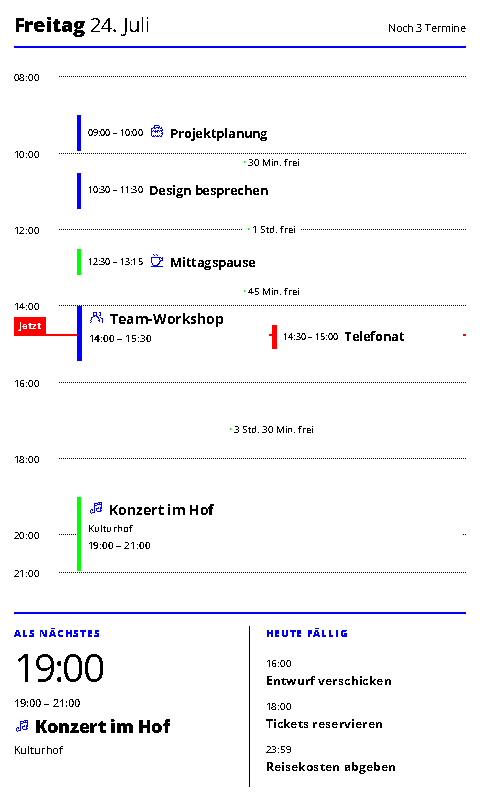 Freitag 24. Juli
Noch 3 Termine
08:00
09:00 – 10:00 Projektplanung
10:00
30 Min. frei
10:30 – 11:30 Design besprechen
12:00
1 Std. frei
12:30 – 13:15 Mittagspause
45 Min. frei
14:00
Team-Workshop
14:00 – 15:30
Jetzt
14:30 – 15:00 Telefonat
16:00
3 Std. 30 Min. frei
18:00
Konzert im Hof
Kulturhof
19:00 – 21:00
20:00
21:00
ALS NÄCHSTES
19:00
19:00 – 21:00
Konzert im Hof
Kulturhof
HEUTE FÄLLIG
16:00
Entwurf verschicken
18:00
Tickets reservieren
23:59
Reisekosten abgeben